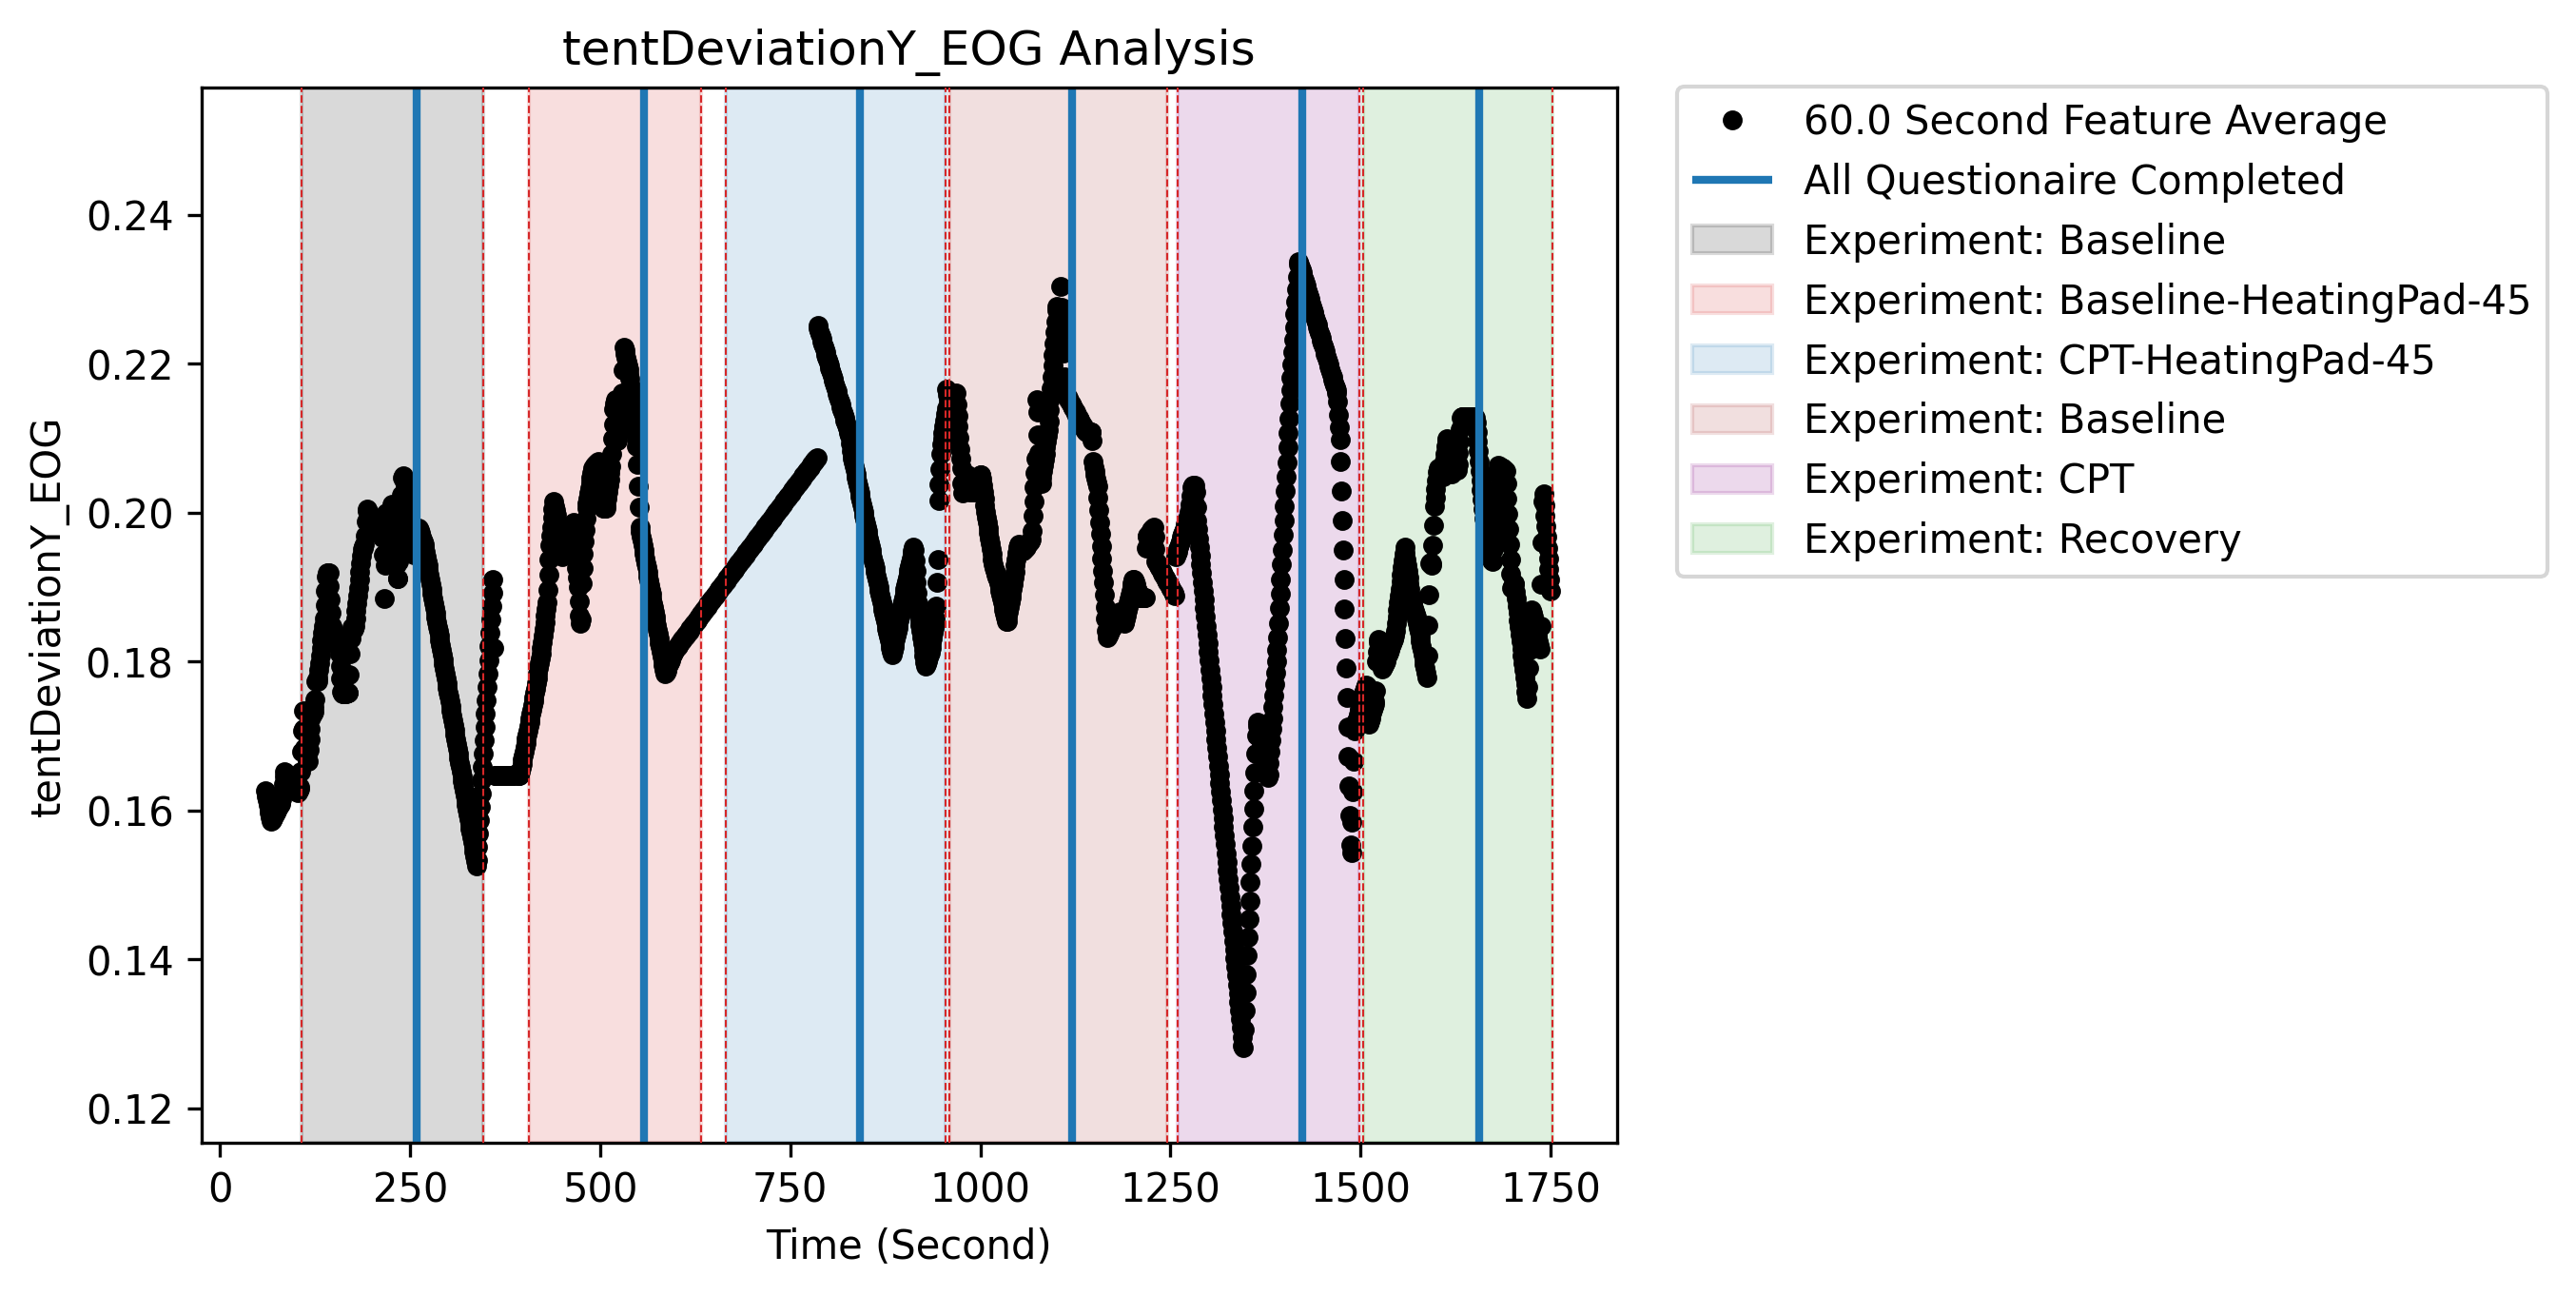 tentDeviationY_EOG Analysis
tentDeviationY_EOG
0.24
0.22
0.20
0.18
0.16
0.14
0.12
0 250 500 750 1000 1250 1500 1750
Time (Second)
60.0 Second Feature Average
All Questionaire Completed
Experiment: Baseline
Experiment: Baseline-HeatingPad-45
Experiment: CPT-HeatingPad-45
Experiment: Baseline
Experiment: CPT
Experiment: Recovery